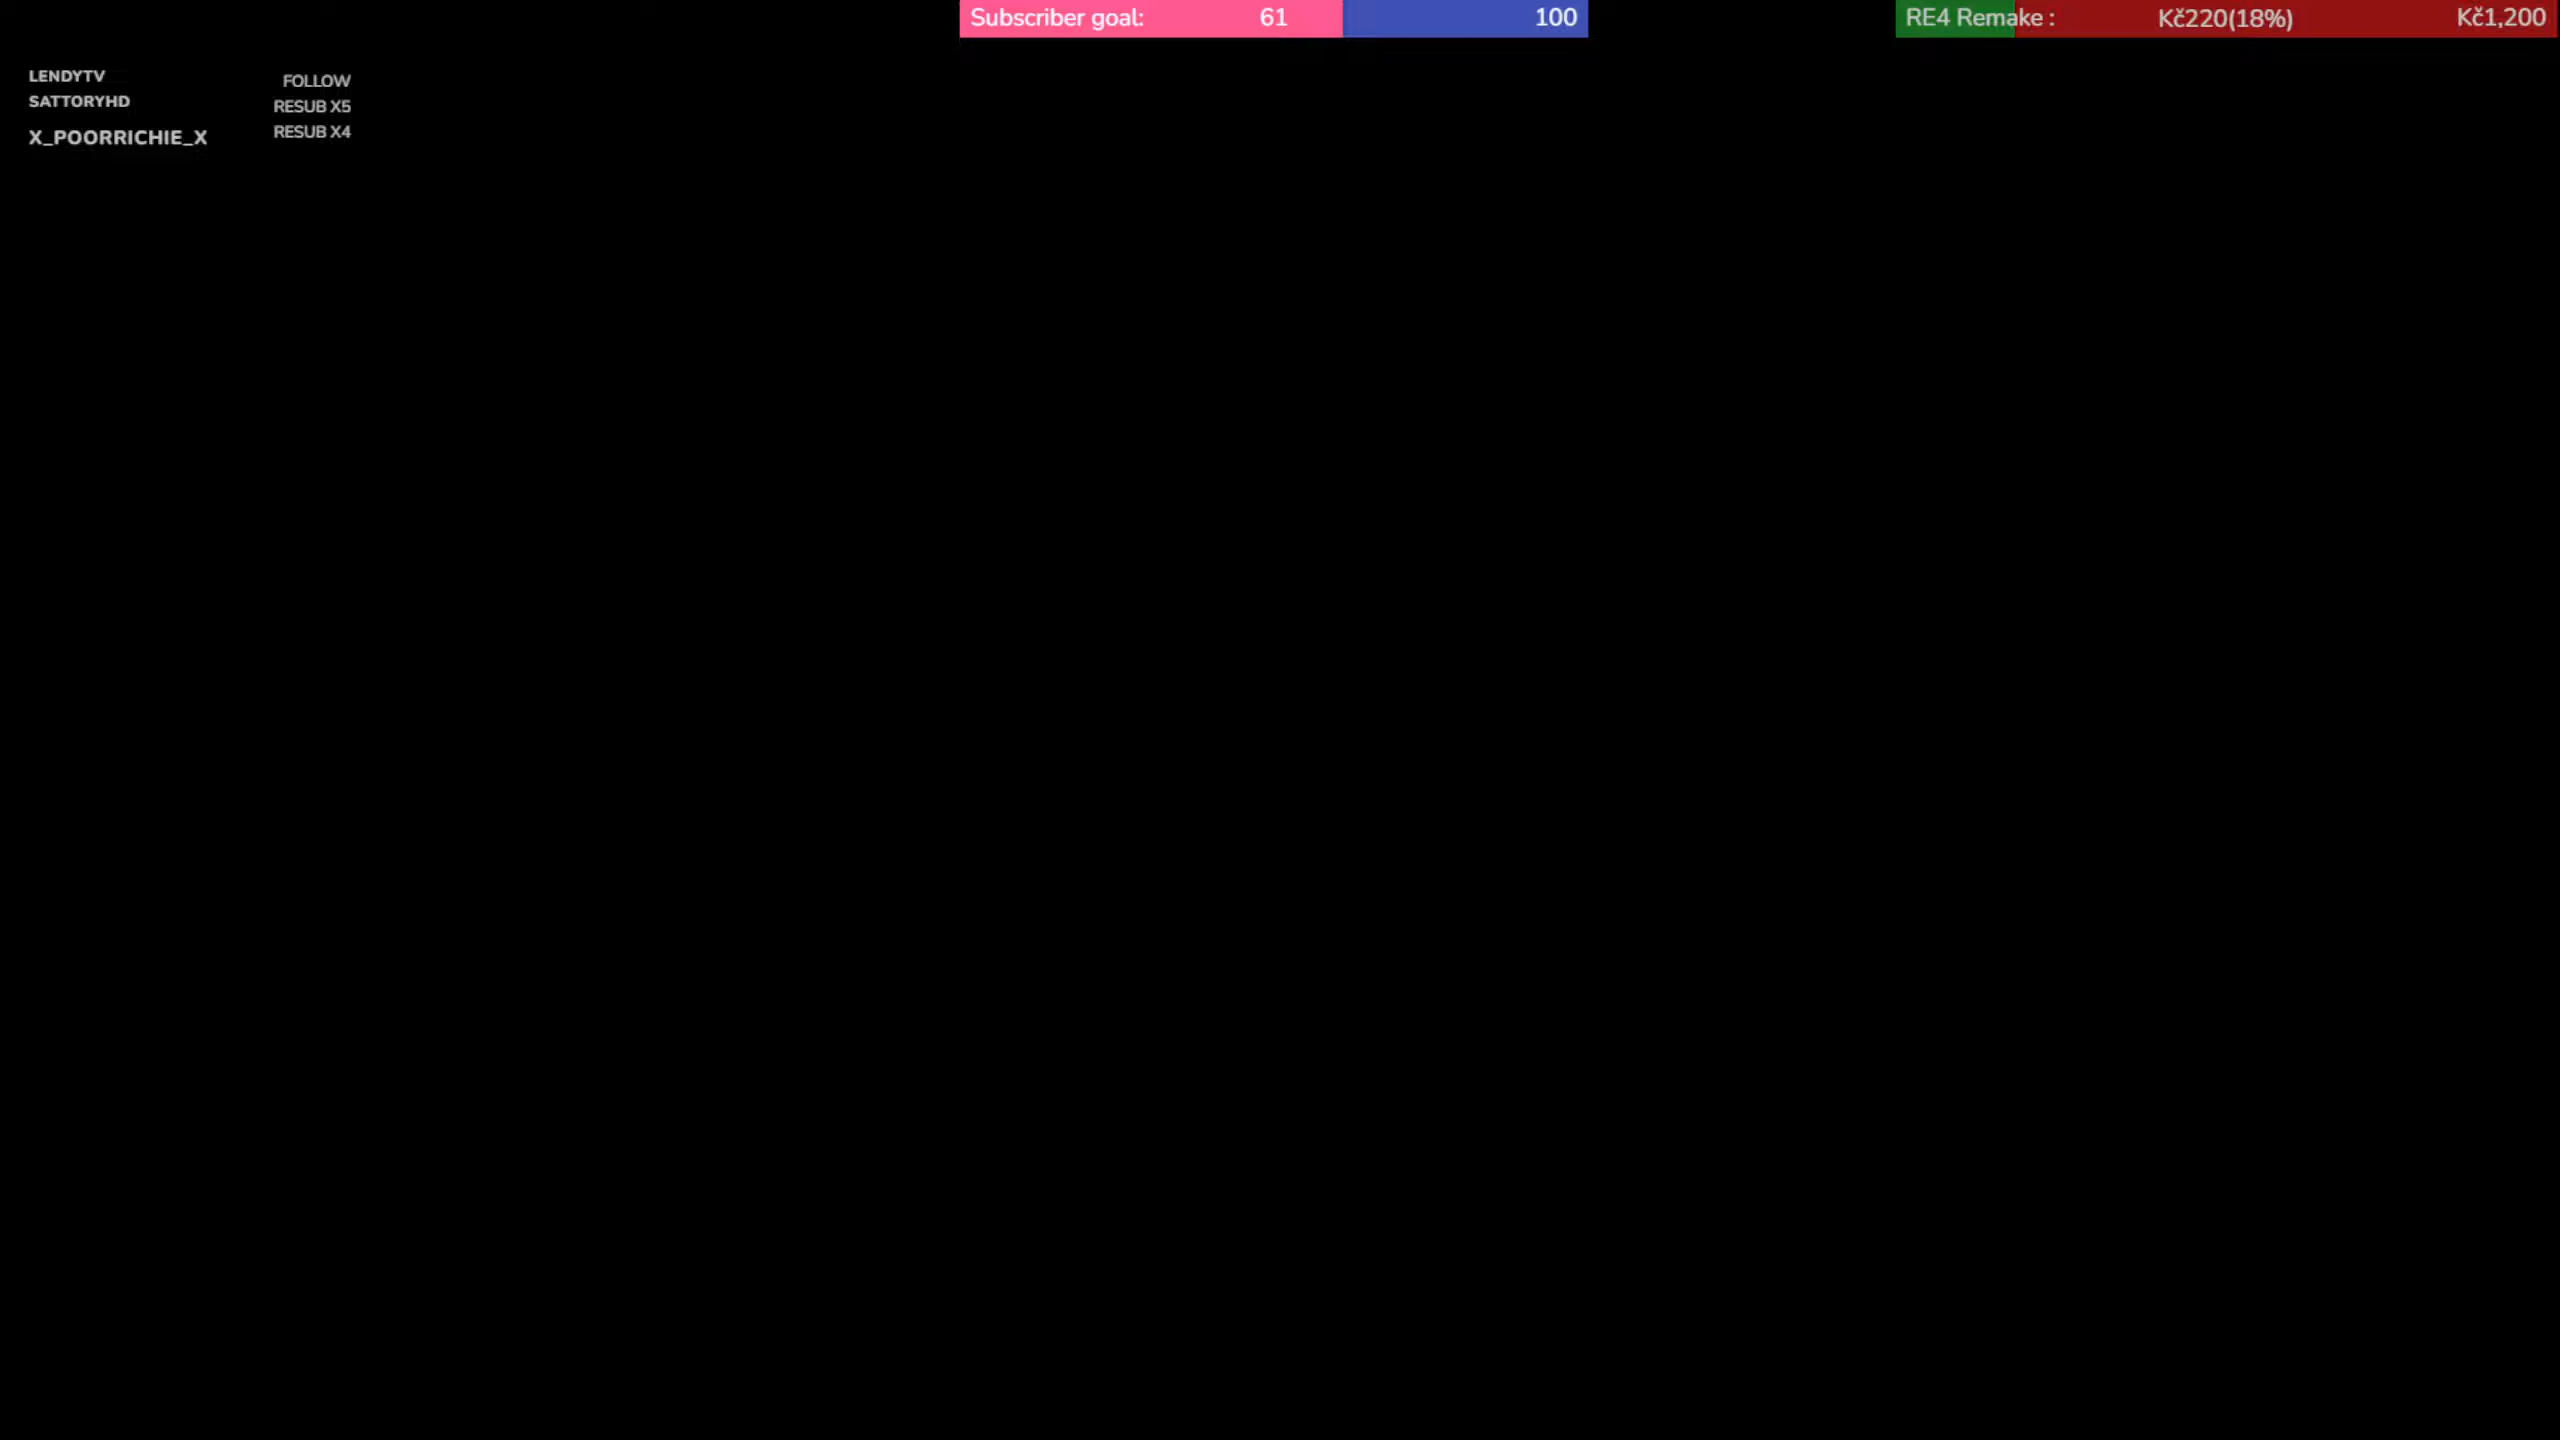 Subscriber goal: 61 100
RE4 Remake : Kč220(18%) Kč1,200
LENDYTV FOLLOW
SATTORYHD RESUB X5
X_POORRICHIE_X RESUB X4